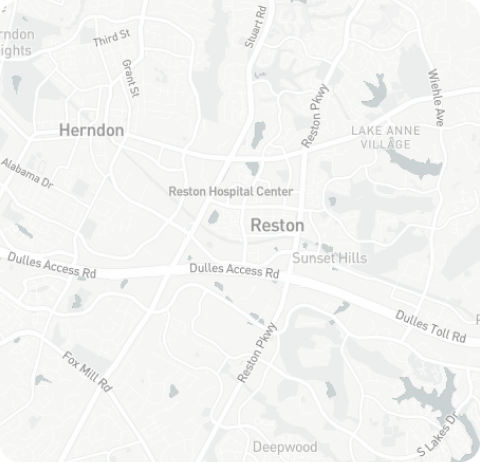 Stuart Rd
rndon
ights
Third St
Grant St
Reston Pkwy
Wiehle Ave
Herndon
LAKE ANNE
VILLAGE
Alabama Dr
Reston Hospital Center
Reston
Sunset Hills
Dulles Access Rd
Dulles Access Rd
Dulles Toll Rd
Reston Pkwy
Fox Mill Rd
S Lakes Dr
Deepwood